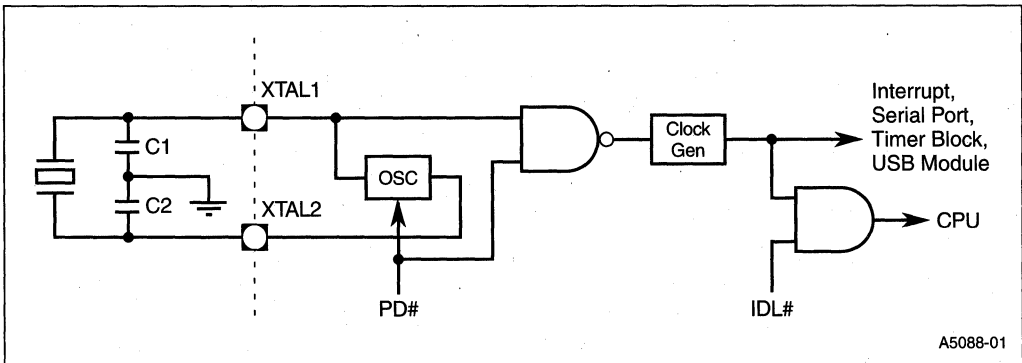 XTAL1
C1
C2
XTAL2
OSC
PD#
Clock
Gen
Interrupt,
Serial Port,
Timer Block,
USB Module
CPU
IDL#
A5088-01